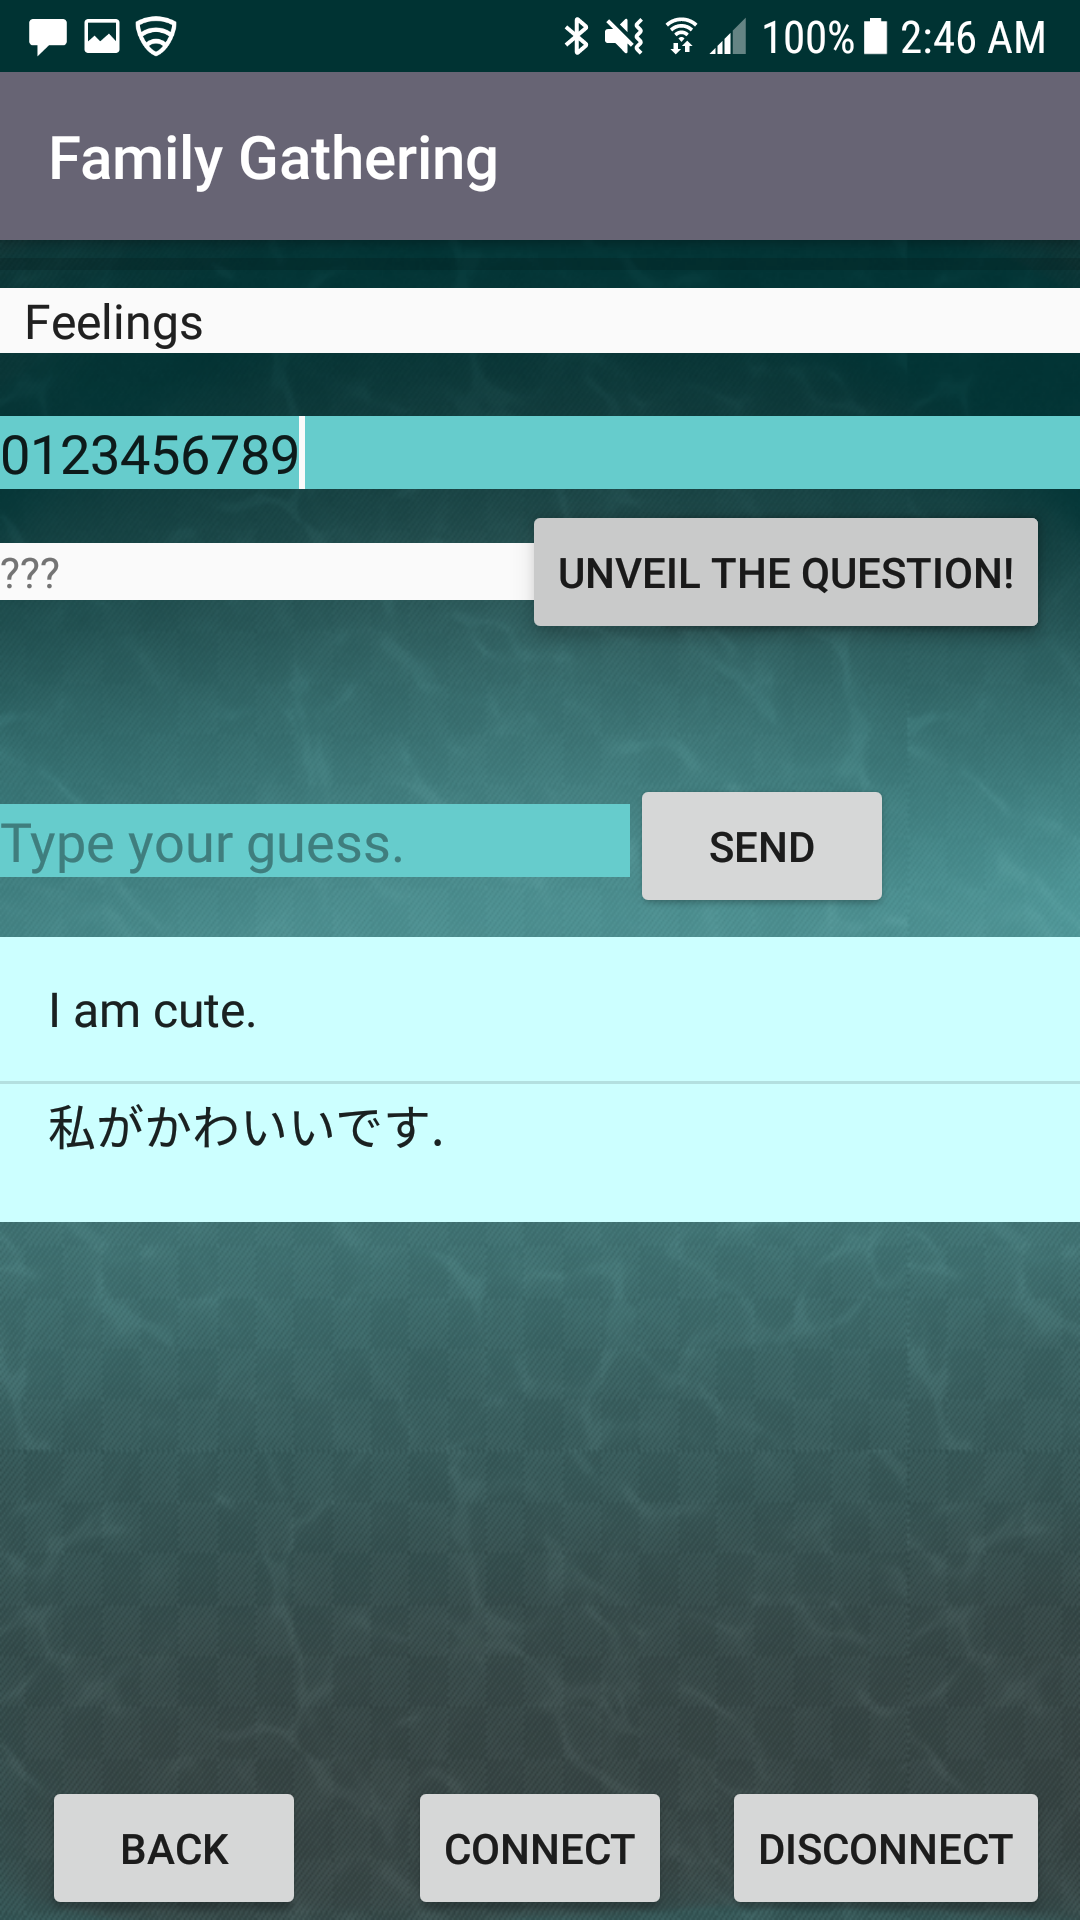 100% 2:46 AM
Family Gathering
Feelings
0123456789
???
UNVEIL THE QUESTION!
Type your guess.
SEND
I am cute.
私がかわいいです.
BACK
CONNECT
DISCONNECT